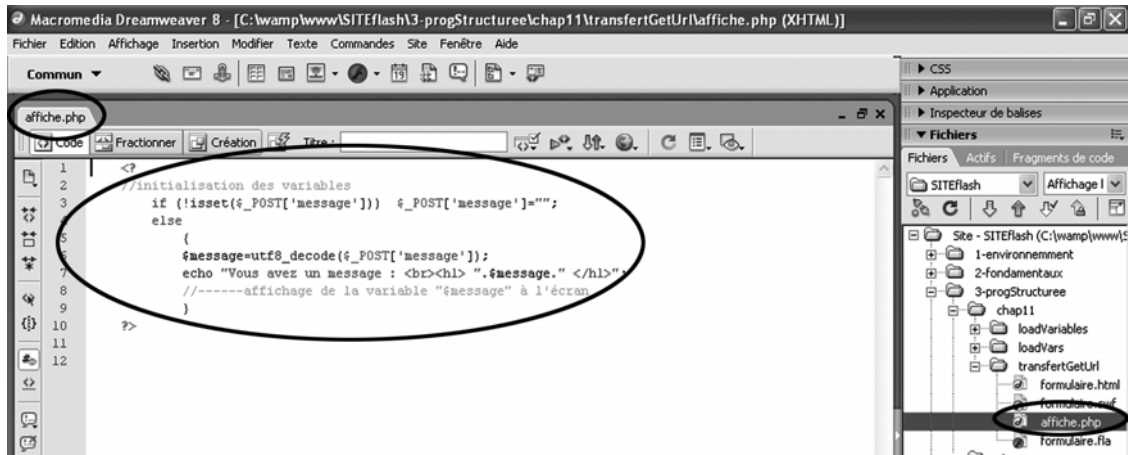 Macromedia Dreamweaver 8 - [C:\wamp\www\SITEflash\3-progStructuree\chap11\transfertGetUrl\affiche.php (XHTML)]
Fichier Edition Affichage Insertion Modifier Texte Commandes Site Fenêtre Aide
Commun
affiche.php
Code Fractionner Création Titre :
1 <?
2 //initialisation des variables
3 if (!isset($_POST['message'])) $_POST['message']="";
4 else
5 {
6 $message=utf8_decode($_POST['message']);
7 echo "Vous avez un message : <br><h1> ".$message." </h1>";
8 //------affichage de la variable "$message" à l'écran
9 }
10 ?>
11
12
CSS
Application
Inspecteur de balises
Fichiers
Fichiers Actifs Fragments de code
SITEflash Affichage l
Site - SITEflash (C:\wamp\www\S
1-environnemment
2-fondamentaux
3-progStructuree
chap11
loadVariables
loadVars
transfertGetUrl
formulaire.html
formulaire.swf
affiche.php
formulaire.fla